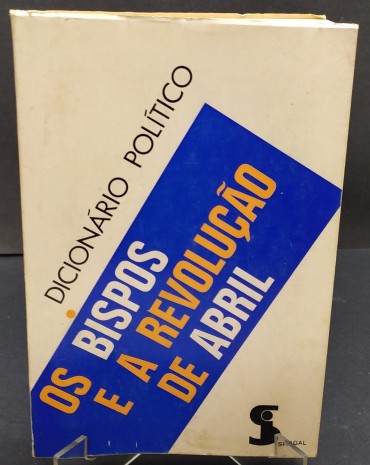 DICIONÁRIO POLÍTICO
OS BISPOS
E A REVOLUÇÃO
DE ABRIL